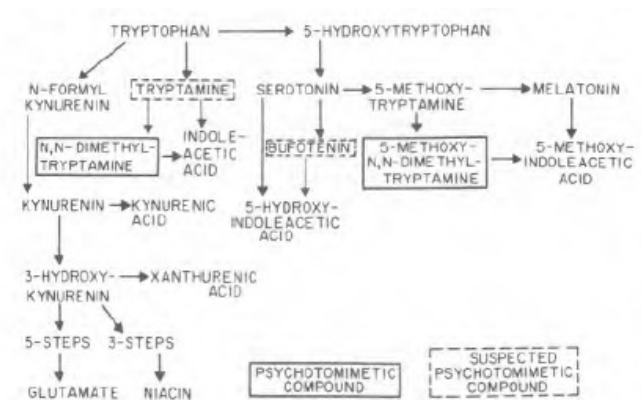 TRYPTOPHAN
5-HYDROXYTRYPTOPHAN
N-FORMYL
KYNURENIN
TRYPTAMINE
SEROTONIN
5-METHOXY-
TRYPTAMINE
MELATONIN
N,N-DIMETHYL-
TRYPTAMINE
INDOLE-
ACETIC
ACID
BUFOTENIN
5-METHOXY-
N,N-DIMETHYL-
TRYPTAMINE
5-METHOXY-
INDOLEACETIC
ACID
KYNURENIN
KYNURENIC
ACID
5-HYDROXY-
INDOLEACETIC
ACID
3-HYDROXY-
KYNURENIN
XANTHURENIC
ACID
5-STEPS
3-STEPS
GLUTAMATE
NIACIN
PSYCHOTOMIMETIC
COMPOUND
SUSPECTED
PSYCHOTOMIMETIC
COMPOUND